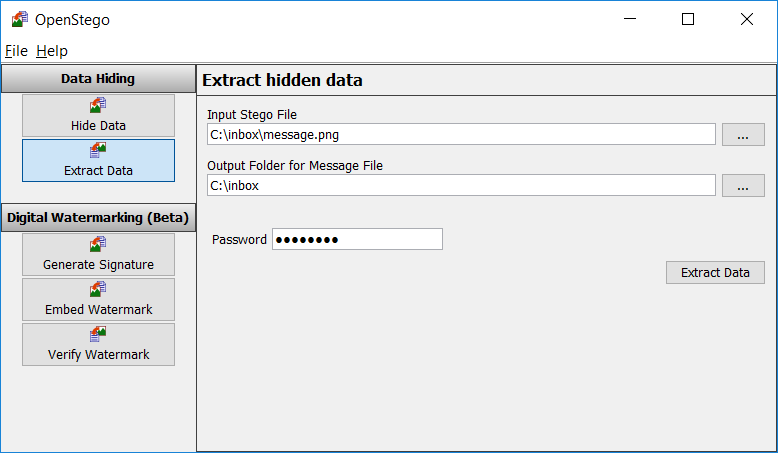 OpenStego
File Help
Data Hiding
Hide Data
Extract Data
Digital Watermarking (Beta)
Generate Signature
Embed Watermark
Verify Watermark
Extract hidden data
Input Stego File
C:\inbox\message.png
...
Output Folder for Message File
C:\inbox
...
Password ●●●●●●●●
Extract Data